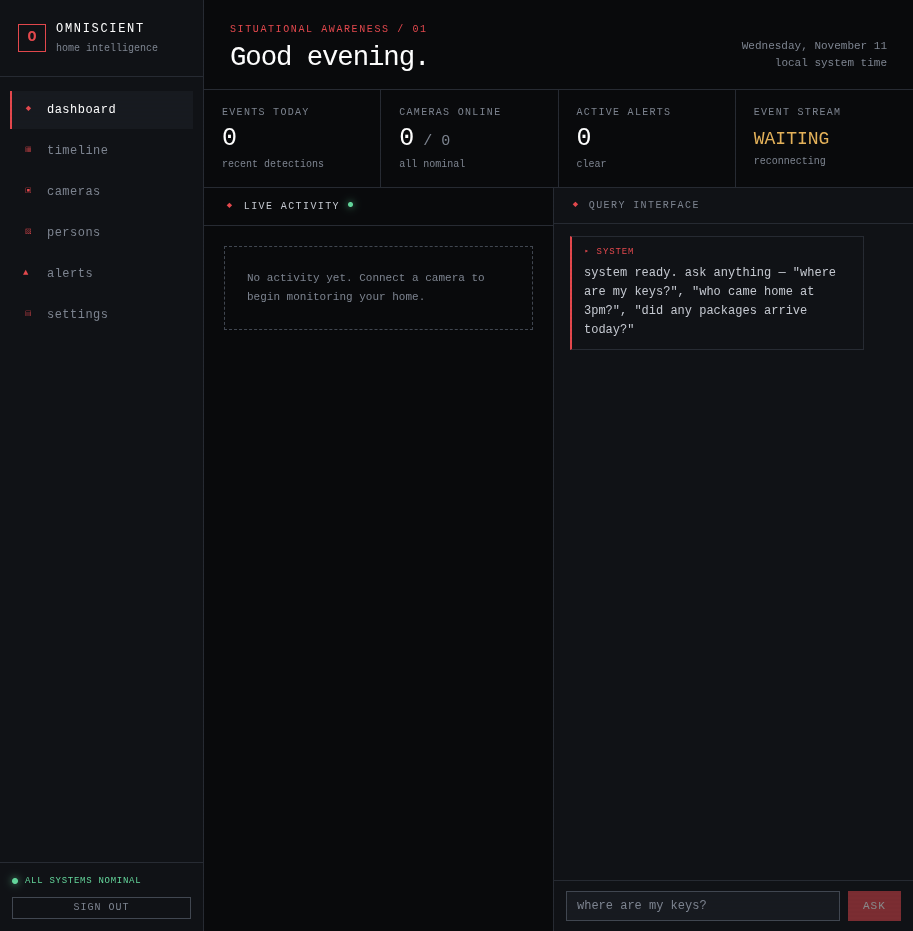 O
OMNISCIENT
home intelligence
dashboard
timeline
cameras
persons
alerts
settings
ALL SYSTEMS NOMINAL
SIGN OUT
SITUATIONAL AWARENESS / 01
Good evening.
Wednesday, November 11
local system time
EVENTS TODAY
0
recent detections
CAMERAS ONLINE
0 / 0
all nominal
ACTIVE ALERTS
0
clear
EVENT STREAM
WAITING
reconnecting
LIVE ACTIVITY
No activity yet. Connect a camera to
begin monitoring your home.
QUERY INTERFACE
SYSTEM
system ready. ask anything — "where
are my keys?", "who came home at
3pm?", "did any packages arrive
today?"
where are my keys?
ASK